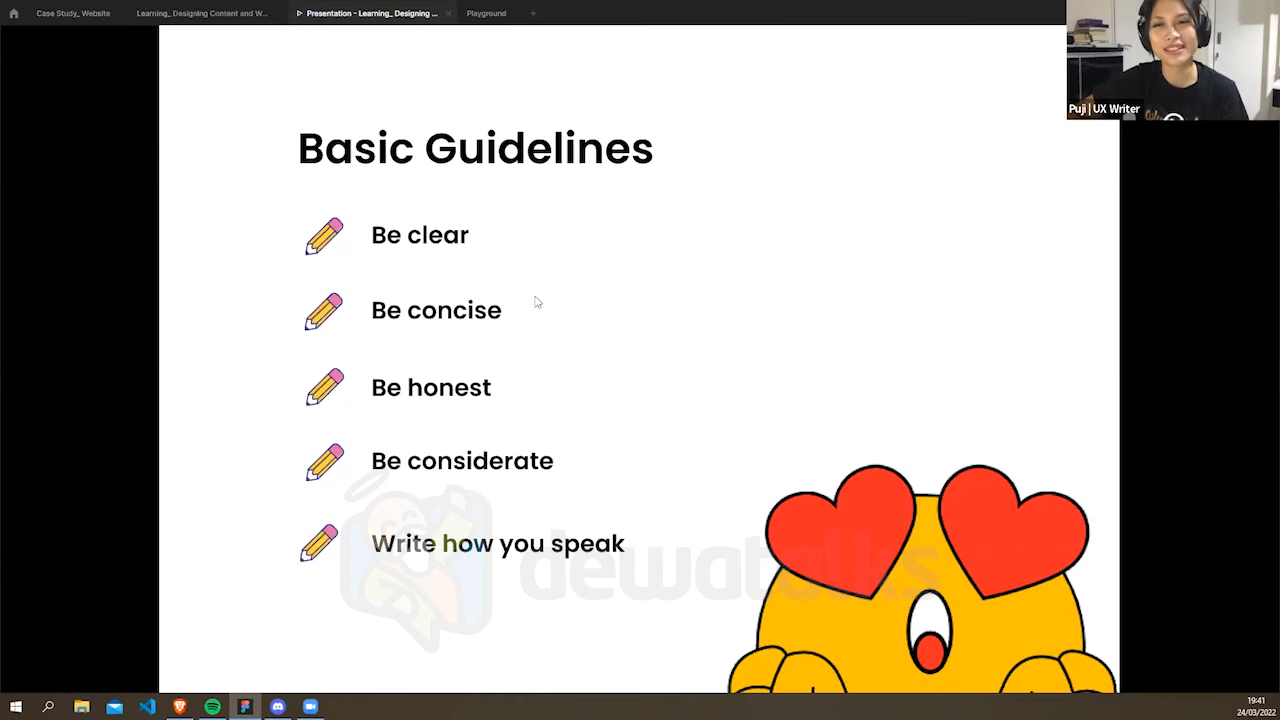 Case Study_ Website
Learning_ Designing Content and W...
Presentation - Learning_ Designing ...
Playground
Puji | UX Writer
Basic Guidelines
Be clear
Be concise
Be honest
Be considerate
Write how you speak
dewatalks
19:41
24/03/2022